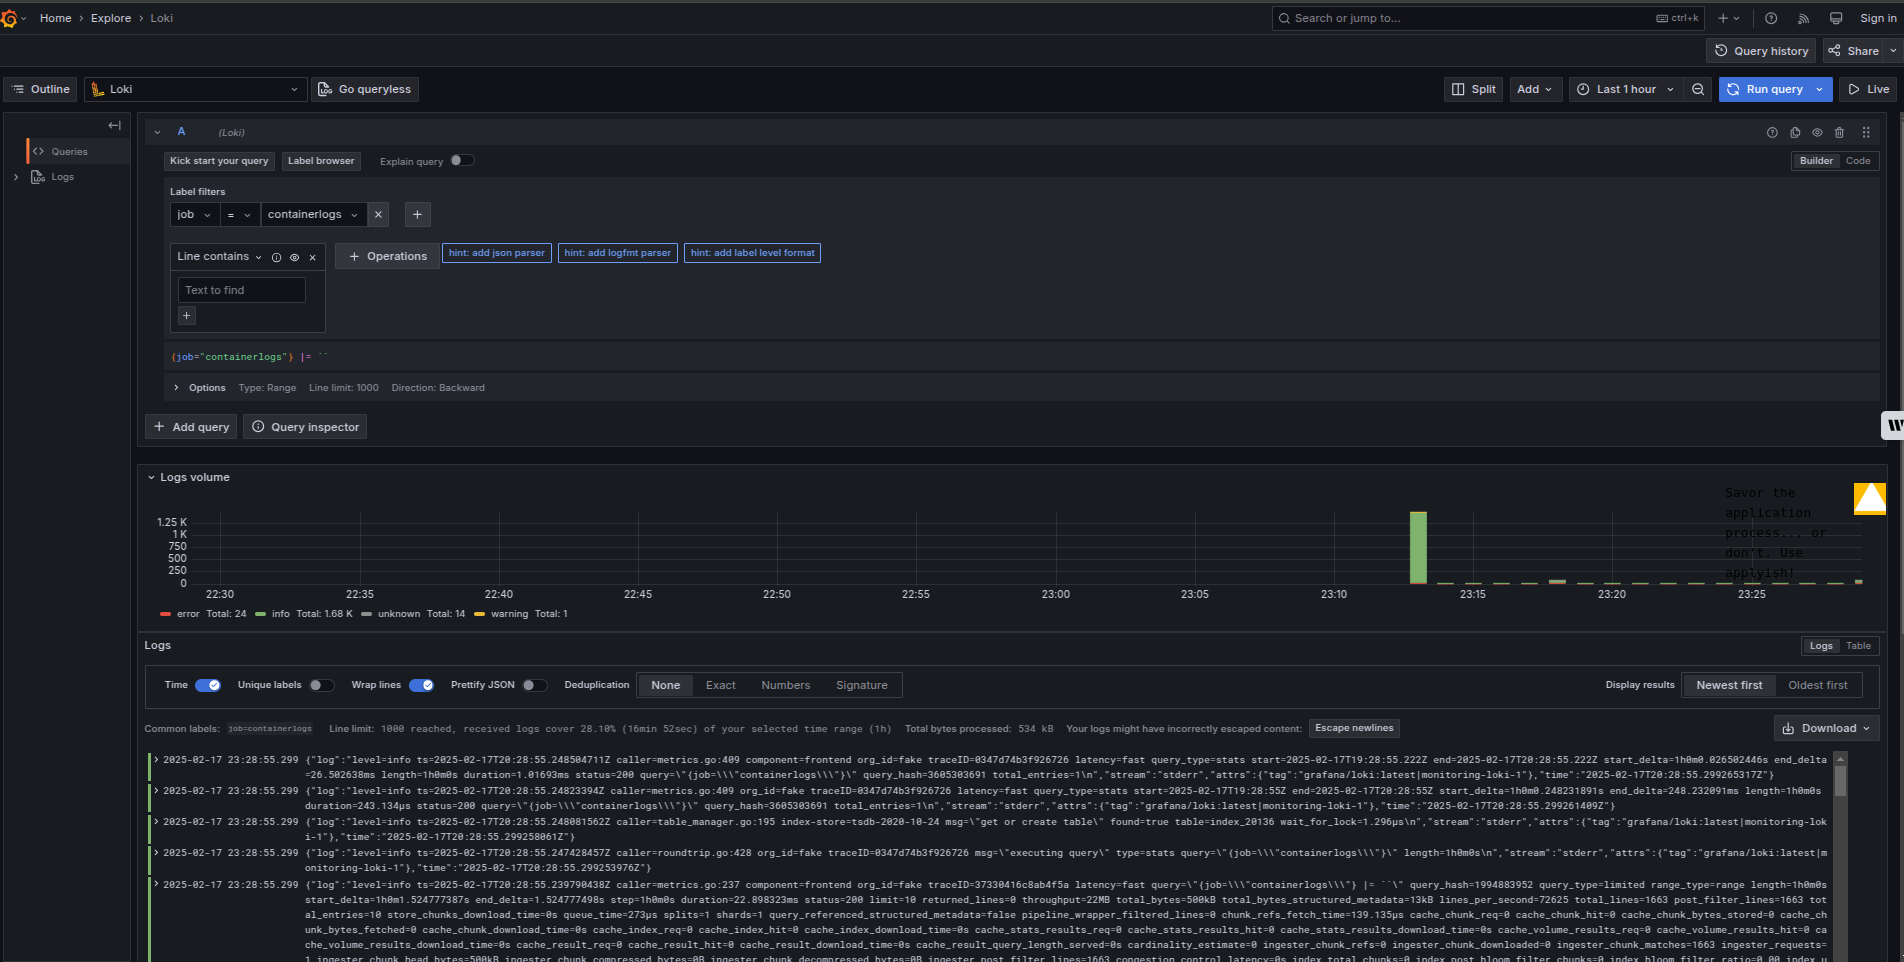 Home › Explore › Loki
Search or jump to... ctrl+k Sign in
Query history Share
Outline Loki Go queryless Split Add Last 1 hour Run query Live
Queries
Logs
A (Loki)
Kick start your query Label browser Explain query Builder Code
Label filters
job = containerlogs
Line contains + Operations hint: add json parser hint: add logfmt parser hint: add label level format
Text to find
{job="containerlogs"} |= ``
Options Type: Range Line limit: 1000 Direction: Backward
+ Add query Query inspector
Logs volume
Savor the
application
process... or
don't. Use
applyish!
1.25 K
1 K
750
500
250
0
22:30 22:35 22:40 22:45 22:50 22:55 23:00 23:05 23:10 23:15 23:20 23:25
error Total: 24 info Total: 1.68 K unknown Total: 14 warning Total: 1
Logs Logs Table
Time Unique labels Wrap lines Prettify JSON Deduplication None Exact Numbers Signature Display results Newest first Oldest first
Common labels: job=containerlogs Line limit: 1000 reached, received logs cover 28.10% (16min 52sec) of your selected time range (1h) Total bytes processed: 534 kB Your logs might have incorrectly escaped content: Escape newlines Download
2025-02-17 23:28:55.299 {"log":"level=info ts=2025-02-17T20:28:55.248504711Z caller=metrics.go:409 component=frontend org_id=fake traceID=0347d74b3f926726 latency=fast query_type=stats start=2025-02-17T19:28:55.222Z end=2025-02-17T20:28:55.222Z start_delta=1h0m0.026502446s end_delta
=26.502638ms length=1h0m0s duration=1.01693ms status=200 query=\"{job=\\\"containerlogs\\\"}\" query_hash=3605303691 total_entries=1\n","stream":"stderr","attrs":{"tag":"grafana/loki:latest|monitoring-loki-1"},"time":"2025-02-17T20:28:55.299265317Z"}
2025-02-17 23:28:55.299 {"log":"level=info ts=2025-02-17T20:28:55.24823394Z caller=metrics.go:409 component=frontend org_id=fake traceID=0347d74b3f926726 latency=fast query_type=stats start=2025-02-17T19:28:55Z end=2025-02-17T20:28:55Z start_delta=1h0m0.248231891s end_delta=248.232091ms length=1h0m0s
duration=243.134µs status=200 query=\"{job=\\\"containerlogs\\\"}\" query_hash=3605303691 total_entries=1\n","stream":"stderr","attrs":{"tag":"grafana/loki:latest|monitoring-loki-1"},"time":"2025-02-17T20:28:55.299261409Z"}
2025-02-17 23:28:55.299 {"log":"level=info ts=2025-02-17T20:28:55.248081562Z caller=table_manager.go:195 index-store=tsdb-2020-10-24 msg=\"get or create table\" found=true table=index_20136 wait_for_lock=1.296µs\n","stream":"stderr","attrs":{"tag":"grafana/loki:latest|monitoring-lok
i-1"},"time":"2025-02-17T20:28:55.299258061Z"}
2025-02-17 23:28:55.299 {"log":"level=info ts=2025-02-17T20:28:55.247428457Z caller=roundtrip.go:428 org_id=fake traceID=0347d74b3f926726 msg=\"executing query\" type=stats query=\"{job=\\\"containerlogs\\\"}\" length=1h0m0s\n","stream":"stderr","attrs":{"tag":"grafana/loki:latest|m
onitoring-loki-1"},"time":"2025-02-17T20:28:55.299253976Z"}
2025-02-17 23:28:55.299 {"log":"level=info ts=2025-02-17T20:28:55.239790438Z caller=metrics.go:237 component=frontend org_id=fake traceID=37330416c8ab4f5a latency=fast query=\"{job=\\\"containerlogs\\\"} |= ``\" query_hash=1994883952 query_type=limited range_type=range length=1h0m0s
start_delta=1h0m1.524777387s end_delta=1.524777498s step=1h0m0s duration=22.898323ms status=200 limit=10 returned_lines=0 throughput=22MB total_bytes=500kB total_bytes_structured_metadata=13kB lines_per_second=72625 total_lines=1663 post_filter_lines=1663 tot
al_entries=10 store_chunks_download_time=0s queue_time=273µs splits=1 shards=1 query_referenced_structured_metadata=false pipeline_wrapper_filtered_lines=0 chunk_refs_fetch_time=139.135µs cache_chunk_req=0 cache_chunk_hit=0 cache_chunk_bytes_stored=0 cache_ch
unk_bytes_fetched=0 cache_chunk_download_time=0s cache_index_req=0 cache_index_hit=0 cache_index_download_time=0s cache_stats_results_req=0 cache_stats_results_hit=0 cache_stats_results_download_time=0s cache_volume_results_req=0 cache_volume_results_hit=0 ca
che_volume_results_download_time=0s cache_result_req=0 cache_result_hit=0 cache_result_download_time=0s cache_result_query_length_served=0s cardinality_estimate=0 ingester_chunk_refs=0 ingester_chunk_downloaded=0 ingester_chunk_matches=1663 ingester_requests=
1 ingester_chunk_head_bytes=500kB ingester_chunk_compressed_bytes=0B ingester_chunk_decompressed_bytes=0B ingester_post_filter_lines=1663 congestion_control_latency=0s index_total_chunks=0 index_post_bloom_filter_chunks=0 index_bloom_filter_ratio=0.00